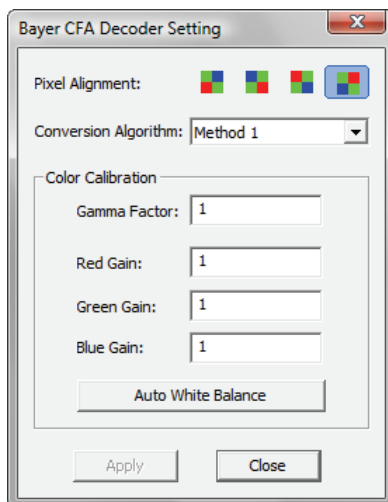 Bayer CFA Decoder Setting
Pixel Alignment:
Conversion Algorithm: Method 1
Color Calibration
Gamma Factor: 1
Red Gain: 1
Green Gain: 1
Blue Gain: 1
Auto White Balance
Apply Close